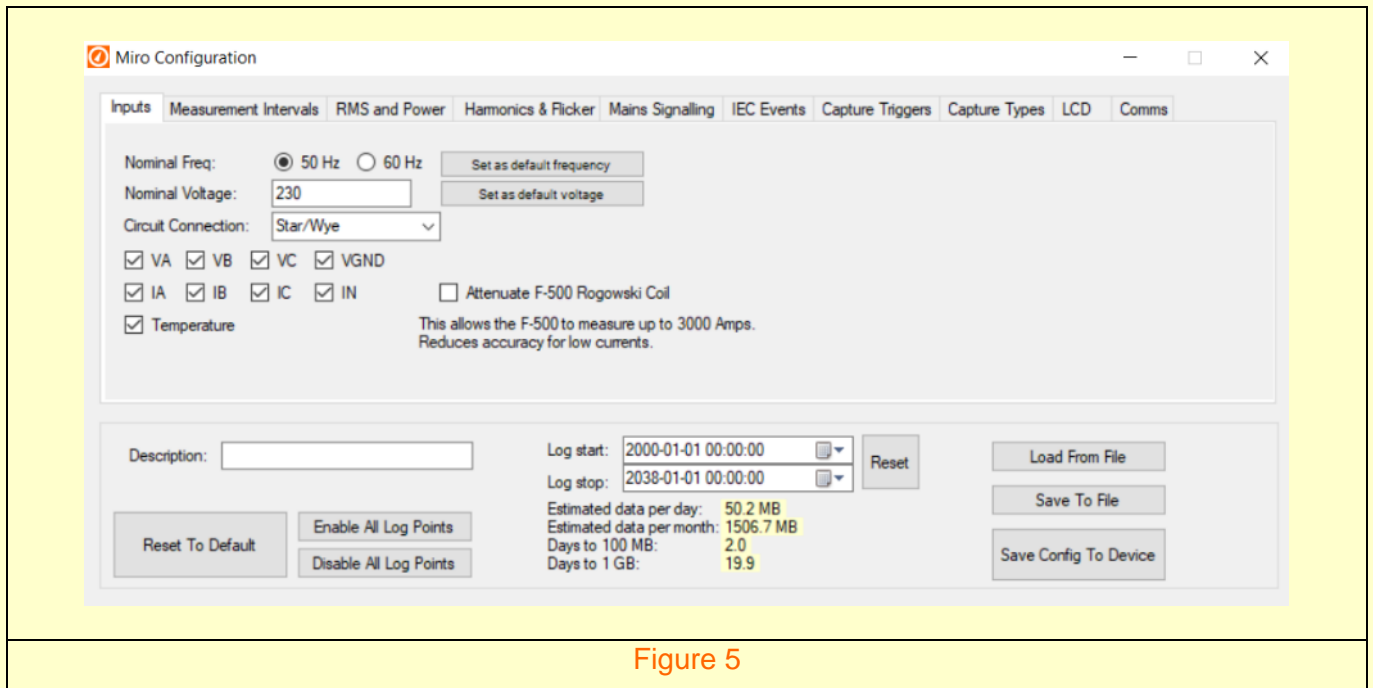 Miro Configuration
Inputs Measurement Intervals RMS and Power Harmonics & Flicker Mains Signalling IEC Events Capture Triggers Capture Types LCD Comms
Nominal Freq: 50 Hz 60 Hz Set as default frequency
Nominal Voltage: 230 Set as default voltage
Circuit Connection: Star/Wye
VA VB VC VGND
IA IB IC IN Attenuate F-500 Rogowski Coil
Temperature This allows the F-500 to measure up to 3000 Amps.
Reduces accuracy for low currents.
Description:
Log start: 2000-01-01 00:00:00
Log stop: 2038-01-01 00:00:00
Reset
Estimated data per day: 50.2 MB
Estimated data per month: 1506.7 MB
Days to 100 MB: 2.0
Days to 1 GB: 19.9
Reset To Default
Enable All Log Points
Disable All Log Points
Load From File
Save To File
Save Config To Device
Figure 5